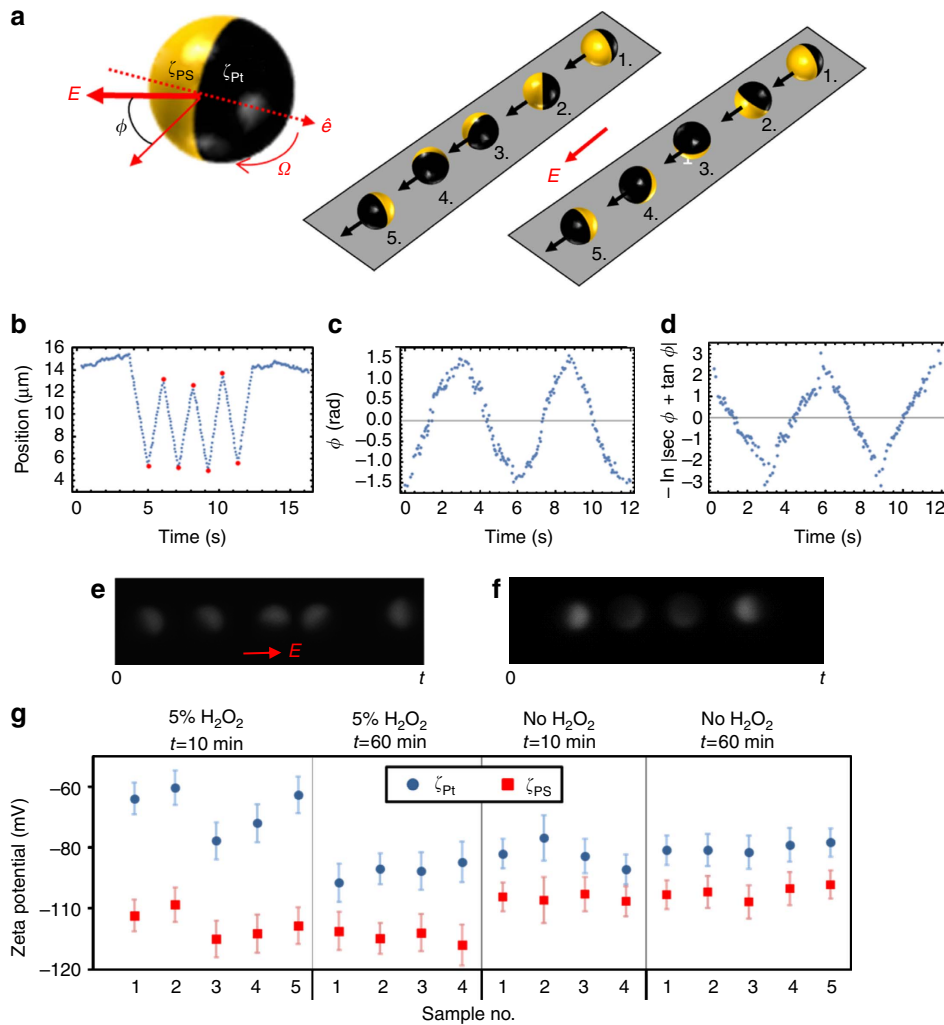 a
ζPS
ζPt
E
ϕ
ê
Ω
1.
2.
3.
4.
5.
E
1.
2.
3.
4.
5.
b
Position (μm)
16
14
12
10
8
6
4
0 5 10 15
Time (s)
c
ϕ (rad)
1.5
1.0
0.5
0.0
−0.5
−1.0
−1.5
0 2 4 6 8 10 12
Time (s)
d
− ln |sec ϕ + tan ϕ|
3
2
1
0
−1
−2
−3
0 2 4 6 8 10 12
Time (s)
e
E
0 t
f
0 t
g
5% H2O2
t=10 min
5% H2O2
t=60 min
No H2O2
t=10 min
No H2O2
t=60 min
ζPt ζPS
Zeta potential (mV)
−60
−80
−110
−120
1 2 3 4 5 1 2 3 4 1 2 3 4 1 2 3 4 5
Sample no.